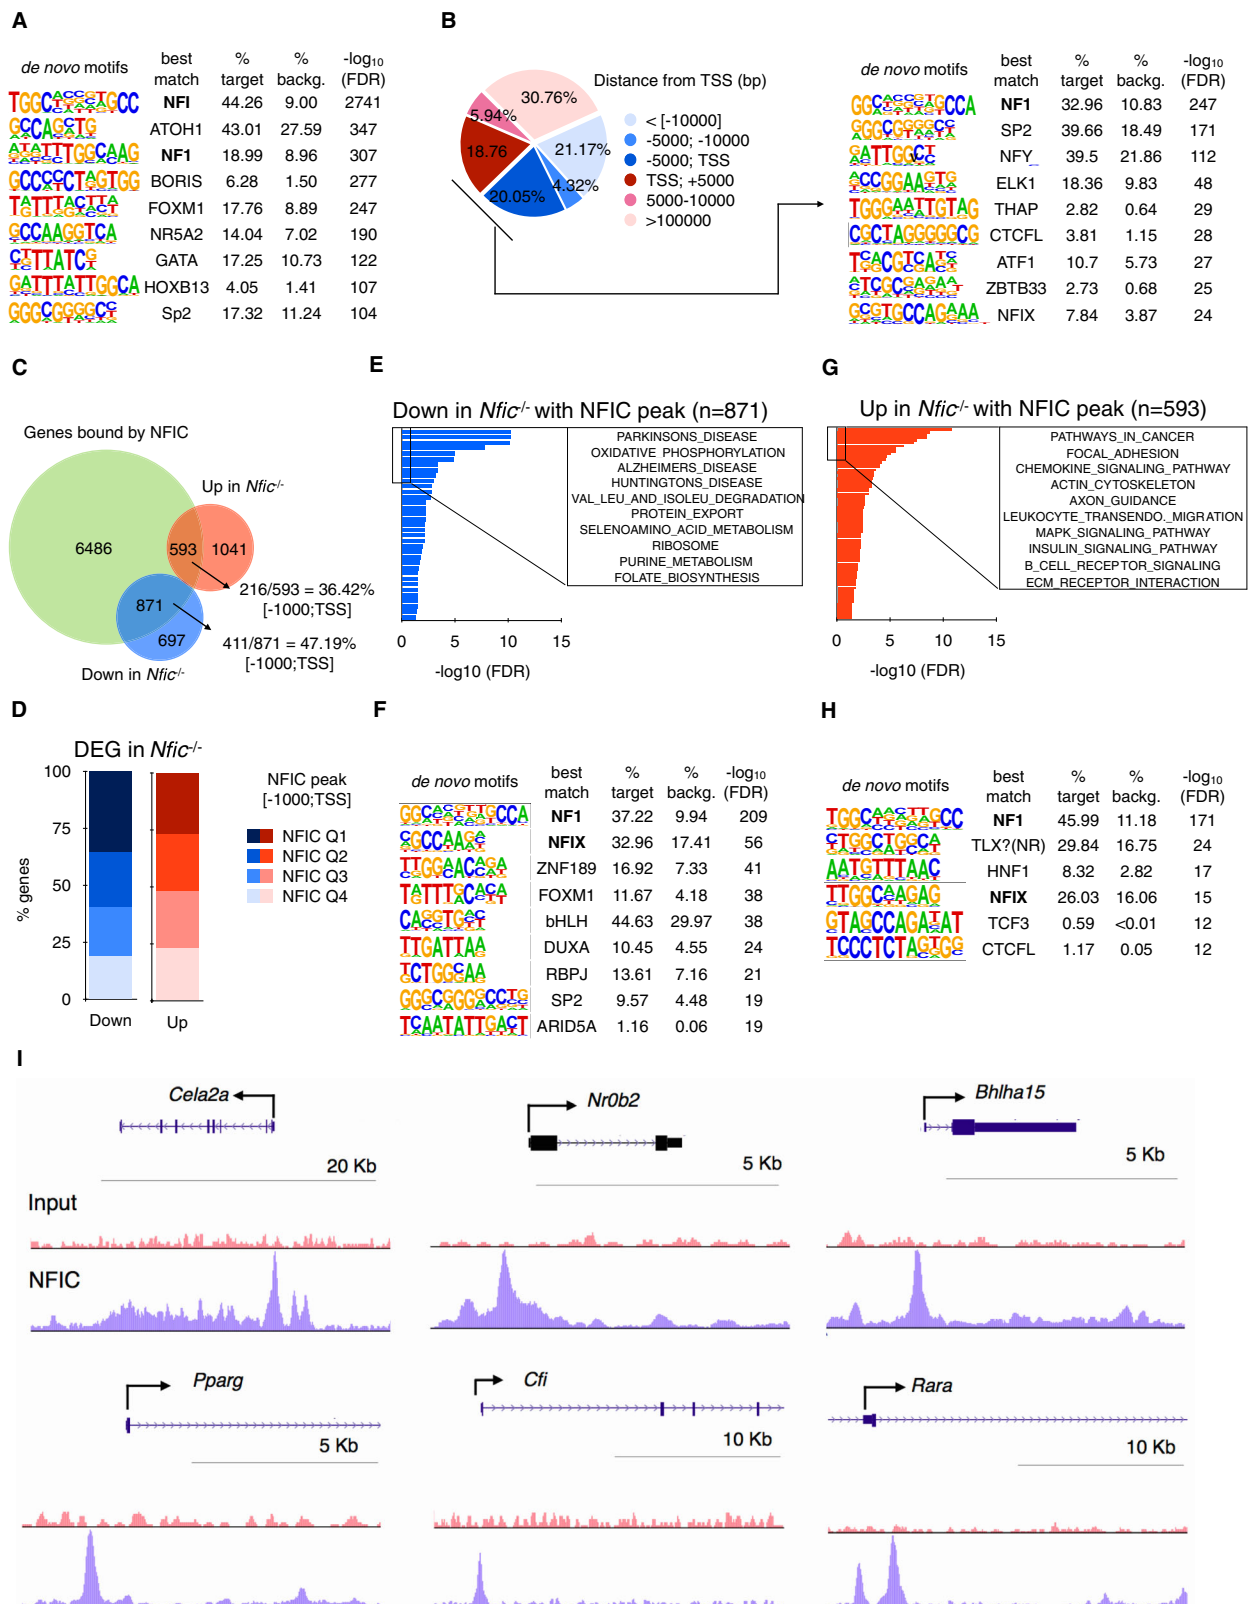 A
de novo motifs
best match
% target
% backg.
-log10 (FDR)
NFI 44.26 9.00 2741
ATOH1 43.01 27.59 347
NF1 18.99 8.96 307
BORIS 6.28 1.50 277
FOXM1 17.76 8.89 247
NR5A2 14.04 7.02 190
GATA 17.25 10.73 122
HOXB13 4.05 1.41 107
Sp2 17.32 11.24 104
B
Distance from TSS (bp)
30.76%
5.94%
18.76
20.05%
4.32%
21.17%
< [-10000]
-5000; -10000
-5000; TSS
TSS; +5000
5000-10000
>100000
de novo motifs
best match
% target
% backg.
-log10 (FDR)
NF1 32.96 10.83 247
SP2 39.66 18.49 171
NFY 39.5 21.86 112
ELK1 18.36 9.83 48
THAP 2.82 0.64 29
CTCFL 3.81 1.15 28
ATF1 10.7 5.73 27
ZBTB33 2.73 0.68 25
NFIX 7.84 3.87 24
C
Genes bound by NFIC
Up in Nfic-/-
6486
593
1041
871
697
216/593 = 36.42%
[-1000;TSS]
411/871 = 47.19%
[-1000;TSS]
Down in Nfic-/-
E
Down in Nfic-/- with NFIC peak (n=871)
PARKINSONS_DISEASE
OXIDATIVE_PHOSPHORYLATION
ALZHEIMERS_DISEASE
HUNTINGTONS_DISEASE
VAL_LEU_AND_ISOLEU_DEGRADATION
PROTEIN_EXPORT
SELENOAMINO_ACID_METABOLISM
RIBOSOME
PURINE_METABOLISM
FOLATE_BIOSYNTHESIS
0 5 10 15
-log10 (FDR)
G
Up in Nfic-/- with NFIC peak (n=593)
PATHWAYS_IN_CANCER
FOCAL_ADHESION
CHEMOKINE_SIGNALING_PATHWAY
ACTIN_CYTOSKELETON
AXON_GUIDANCE
LEUKOCYTE_TRANSENDO._MIGRATION
MAPK_SIGNALING_PATHWAY
INSULIN_SIGNALING_PATHWAY
B_CELL_RECEPTOR_SIGNALING
ECM_RECEPTOR_INTERACTION
0 5 10 15
-log10 (FDR)
D
DEG in Nfic-/-
% genes
100
75
50
25
0
Down
Up
NFIC peak
[-1000;TSS]
NFIC Q1
NFIC Q2
NFIC Q3
NFIC Q4
F
de novo motifs
best match
% target
% backg.
-log10 (FDR)
NF1 37.22 9.94 209
NFIX 32.96 17.41 56
ZNF189 16.92 7.33 41
FOXM1 11.67 4.18 38
bHLH 44.63 29.97 38
DUXA 10.45 4.55 24
RBPJ 13.61 7.16 21
SP2 9.57 4.48 19
ARID5A 1.16 0.06 19
H
de novo motifs
best match
% target
% backg.
-log10 (FDR)
NF1 45.99 11.18 171
TLX?(NR) 29.84 16.75 24
HNF1 8.32 2.82 17
NFIX 26.03 16.06 15
TCF3 0.59 <0.01 12
CTCFL 1.17 0.05 12
I
Cela2a
20 Kb
Nr0b2
5 Kb
Bhlha15
5 Kb
Input
NFIC
Pparg
5 Kb
Cfi
10 Kb
Rara
10 Kb